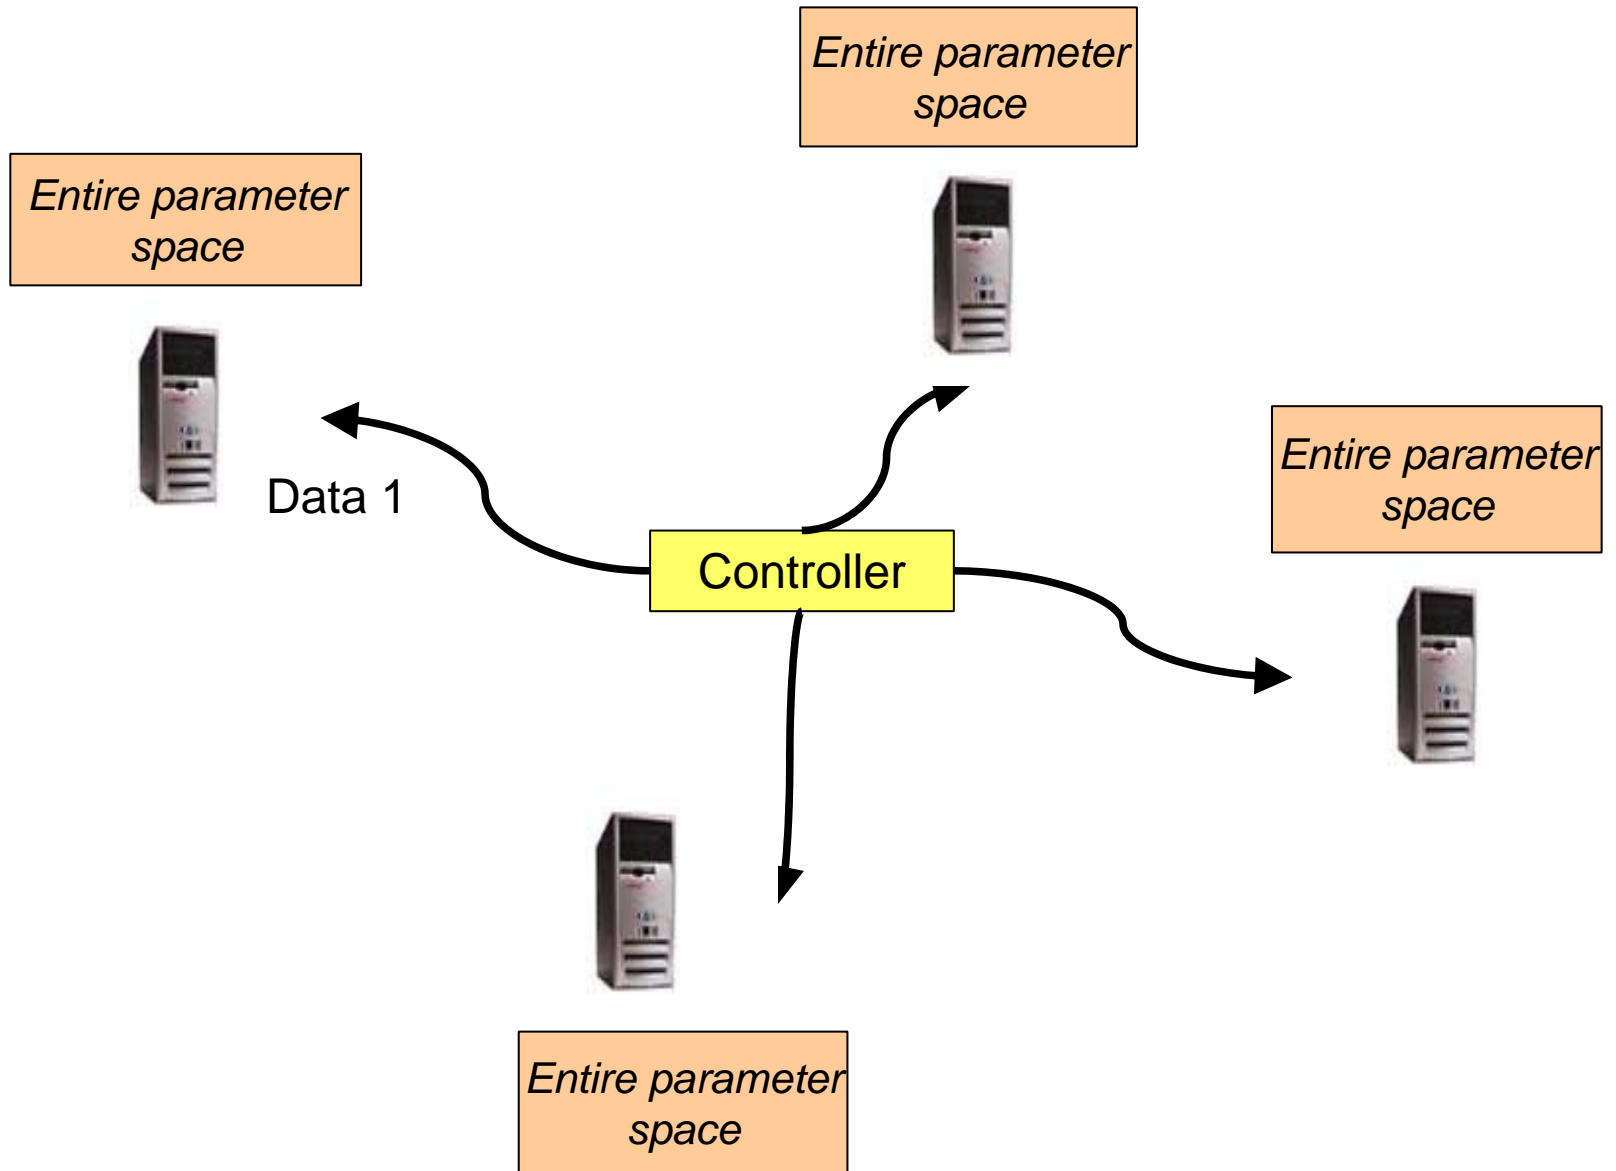 Entire parameter
space
Entire parameter
space
Data 1
Entire parameter
space
Controller
Entire parameter
space